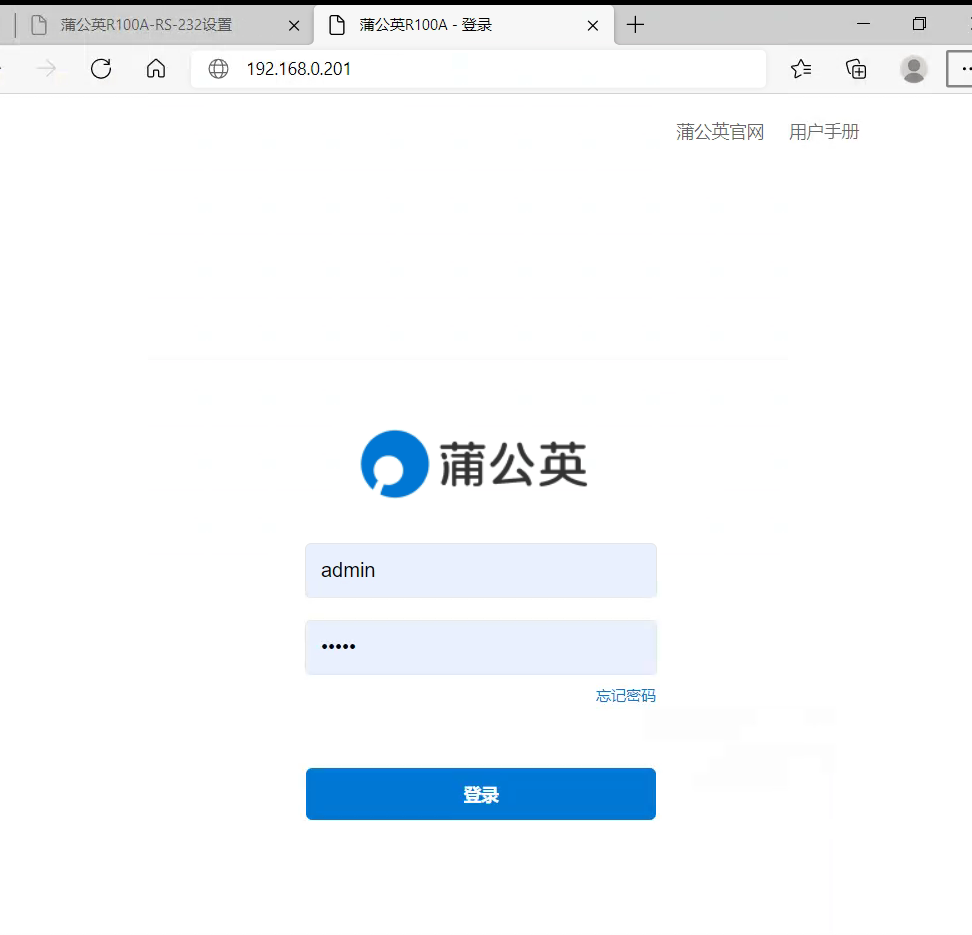 蒲公英R100A-RS-232设置
蒲公英R100A - 登录
192.168.0.201
蒲公英官网 用户手册
蒲公英
admin
•••••
忘记密码
登录